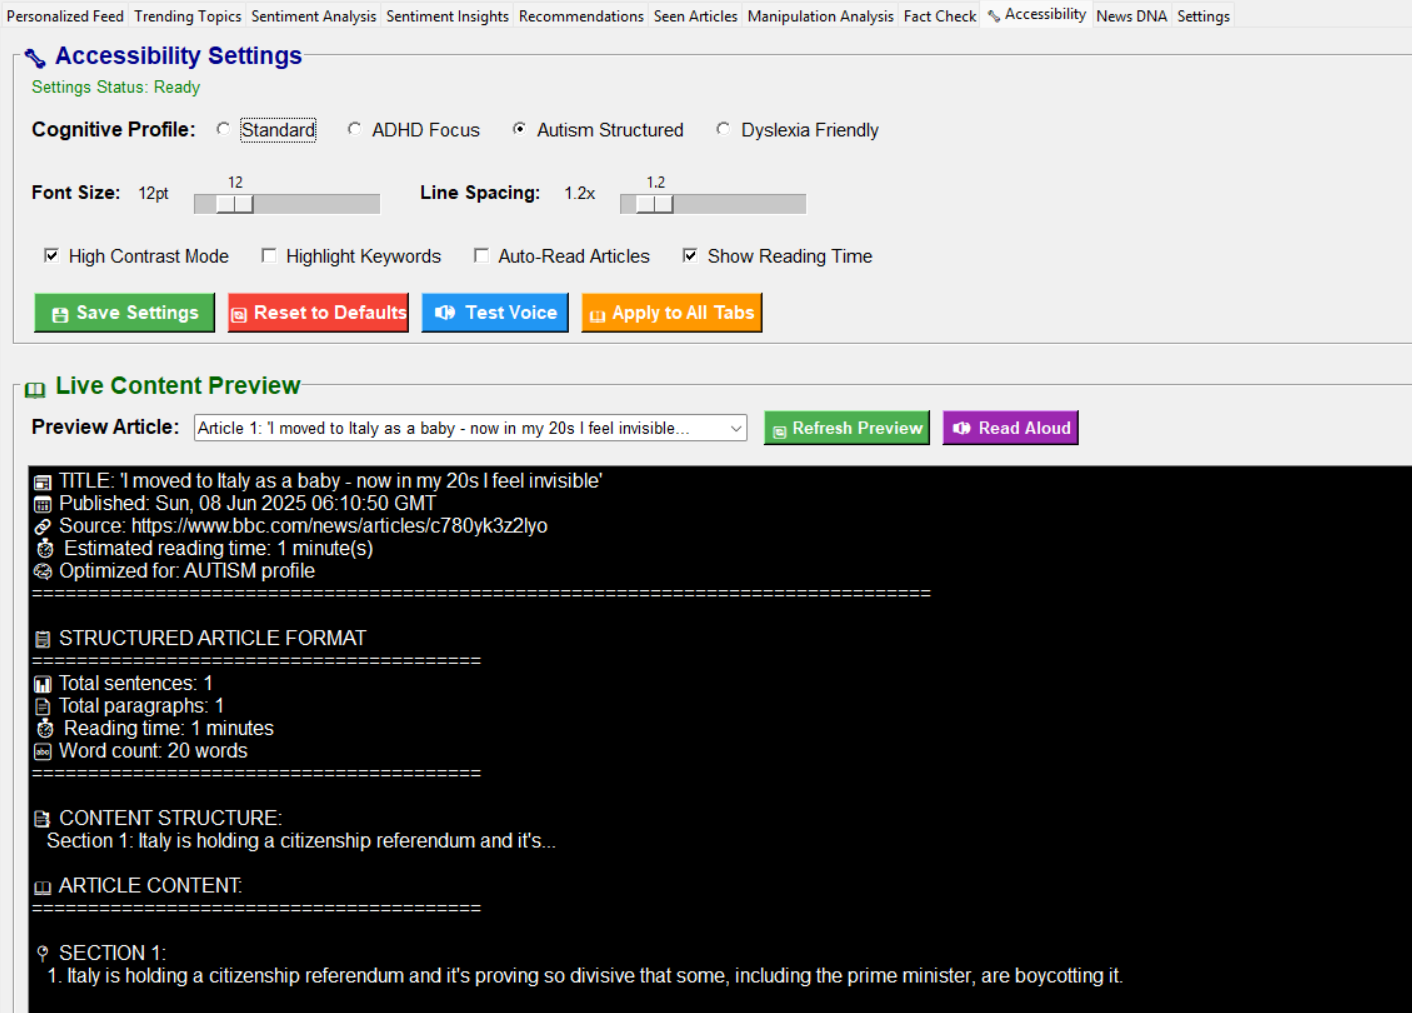 Personalized Feed Trending Topics Sentiment Analysis Sentiment Insights Recommendations Seen Articles Manipulation Analysis Fact Check Accessibility News DNA Settings
Accessibility Settings
Settings Status: Ready
Cognitive Profile: Standard ADHD Focus Autism Structured Dyslexia Friendly
12 1.2
Font Size: 12pt Line Spacing: 1.2x
High Contrast Mode Highlight Keywords Auto-Read Articles Show Reading Time
Save Settings Reset to Defaults Test Voice Apply to All Tabs
Live Content Preview
Preview Article: Article 1: 'I moved to Italy as a baby - now in my 20s I feel invisible... Refresh Preview Read Aloud
TITLE: 'I moved to Italy as a baby - now in my 20s I feel invisible'
Published: Sun, 08 Jun 2025 06:10:50 GMT
Source: https://www.bbc.com/news/articles/c780yk3z2lyo
Estimated reading time: 1 minute(s)
Optimized for: AUTISM profile
================================================================================
STRUCTURED ARTICLE FORMAT
========================================
Total sentences: 1
Total paragraphs: 1
Reading time: 1 minutes
Word count: 20 words
========================================
CONTENT STRUCTURE:
Section 1: Italy is holding a citizenship referendum and it's...
ARTICLE CONTENT:
========================================
SECTION 1:
1. Italy is holding a citizenship referendum and it's proving so divisive that some, including the prime minister, are boycotting it.